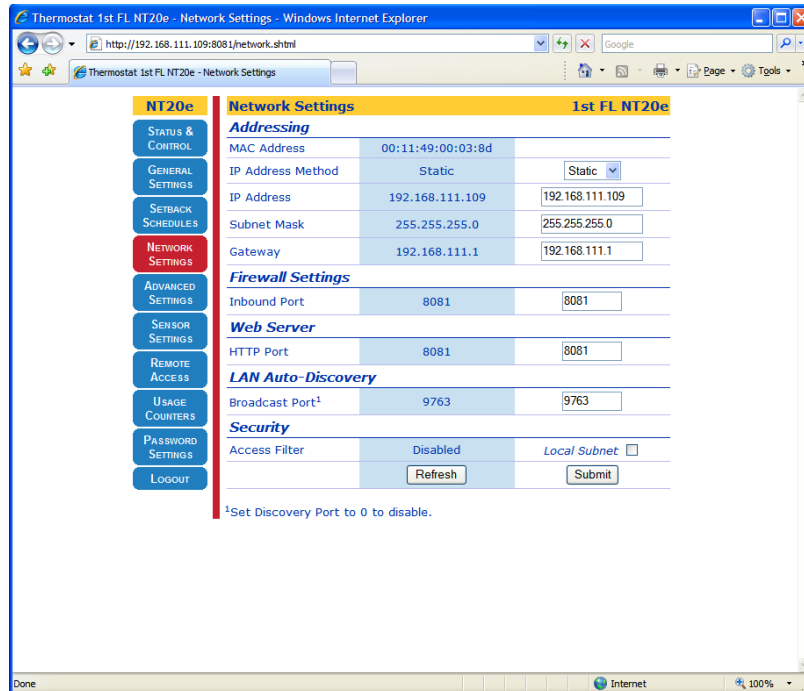 Thermostat 1st FL NT20e - Network Settings - Windows Internet Explorer
http://192.168.111.109:8081/network.shtml
Google
Thermostat 1st FL NT20e - Network Settings
Page
Tools
NT20e
Network Settings 1st FL NT20e
STATUS &
CONTROL
GENERAL
SETTINGS
SETBACK
SCHEDULES
NETWORK
SETTINGS
ADVANCED
SETTINGS
SENSOR
SETTINGS
REMOTE
ACCESS
USAGE
COUNTERS
PASSWORD
SETTINGS
LOGOUT
Addressing
MAC Address 00:11:49:00:03:8d
IP Address Method Static Static
IP Address 192.168.111.109 192.168.111.109
Subnet Mask 255.255.255.0 255.255.255.0
Gateway 192.168.111.1 192.168.111.1
Firewall Settings
Inbound Port 8081 8081
Web Server
HTTP Port 8081 8081
LAN Auto-Discovery
Broadcast Port¹ 9763 9763
Security
Access Filter Disabled Local Subnet
Refresh Submit
¹Set Discovery Port to 0 to disable.
Done Internet 100%